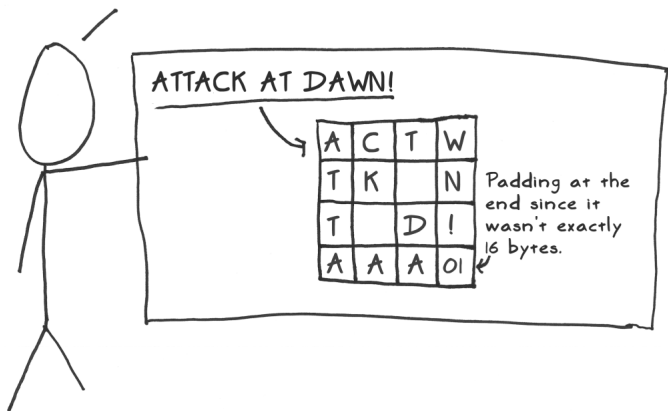 ATTACK AT DAWN!
A C T W
T K N
T D !
A A A 01
Padding at the
end since it
wasn't exactly
16 bytes.